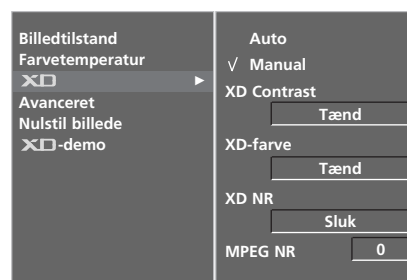 Billedtilstand
Farvetemperatur
XD
Avanceret
Nulstil billede
XD-demo
Auto
√ Manual
XD Contrast
Tænd
XD-farve
Tænd
XD NR
Sluk
MPEG NR 0